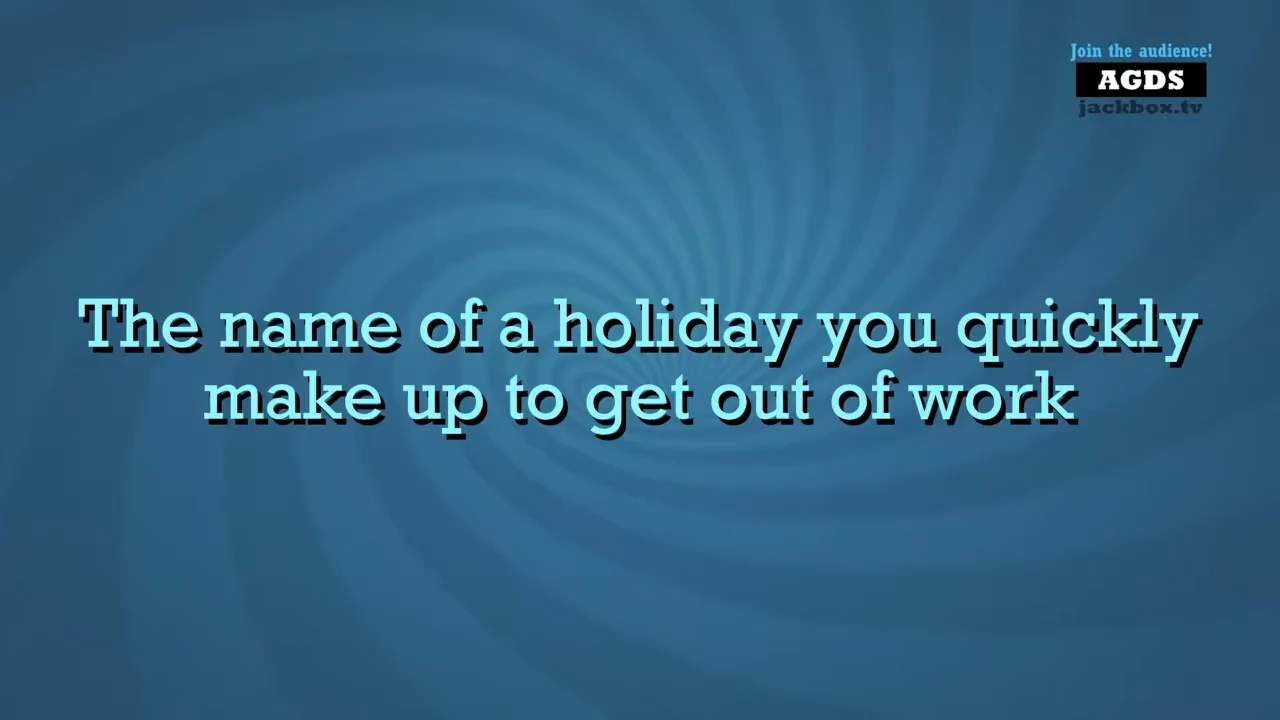 Join the audience!
AGDS
jackbox.tv
The name of a holiday you quickly
make up to get out of work